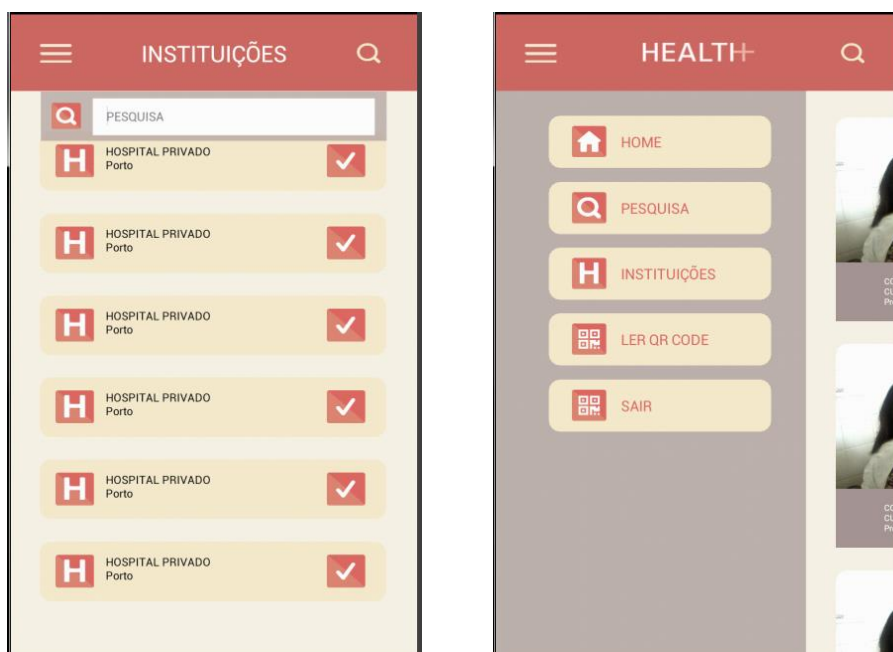 INSTITUIÇÕES
PESQUISA
HOSPITAL PRIVADO
Porto
HOSPITAL PRIVADO
Porto
HOSPITAL PRIVADO
Porto
HOSPITAL PRIVADO
Porto
HOSPITAL PRIVADO
Porto
HOSPITAL PRIVADO
Porto
HEALTH
HOME
PESQUISA
INSTITUIÇÕES
LER QR CODE
SAIR